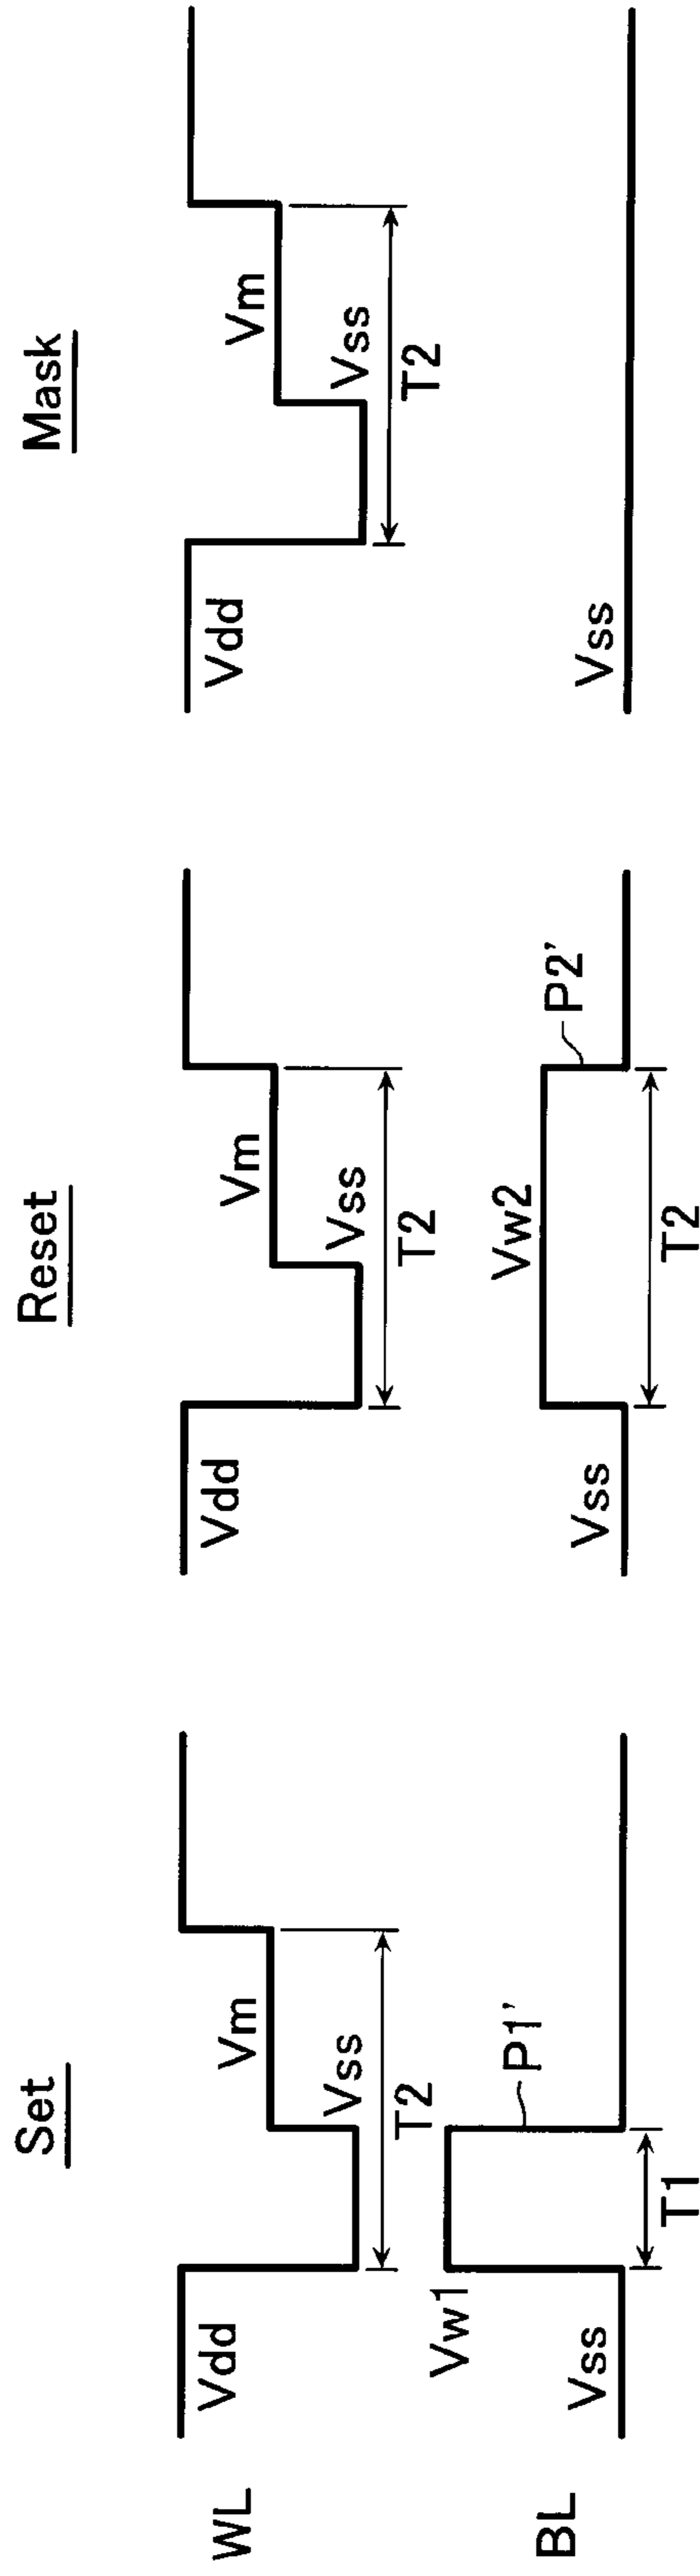 Set
Reset
Mask
WL
Vdd
Vm
Vss
T2
Vdd
Vm
Vss
T2
Vdd
Vm
Vss
T2
BL
Vw1
P1'
Vss
T1
Vw2
P2'
Vss
T2
Vss